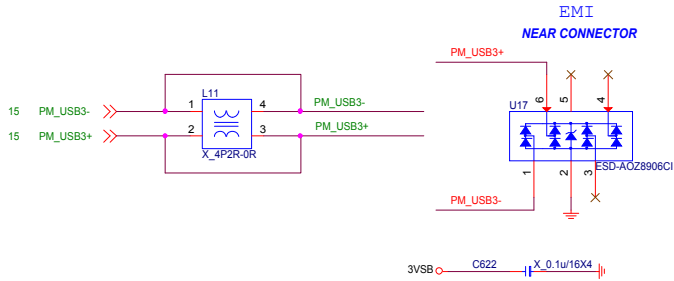 EMI
NEAR CONNECTOR
PM_USB3+
L11
U17
6
5
4
15 PM_USB3-
1
4
PM_USB3-
15 PM_USB3+
2
3
PM_USB3+
X_4P2R-0R
ESD-AOZ8906CI
1
2
3
PM_USB3-
3VSB
C622
X_0.1u/16X4